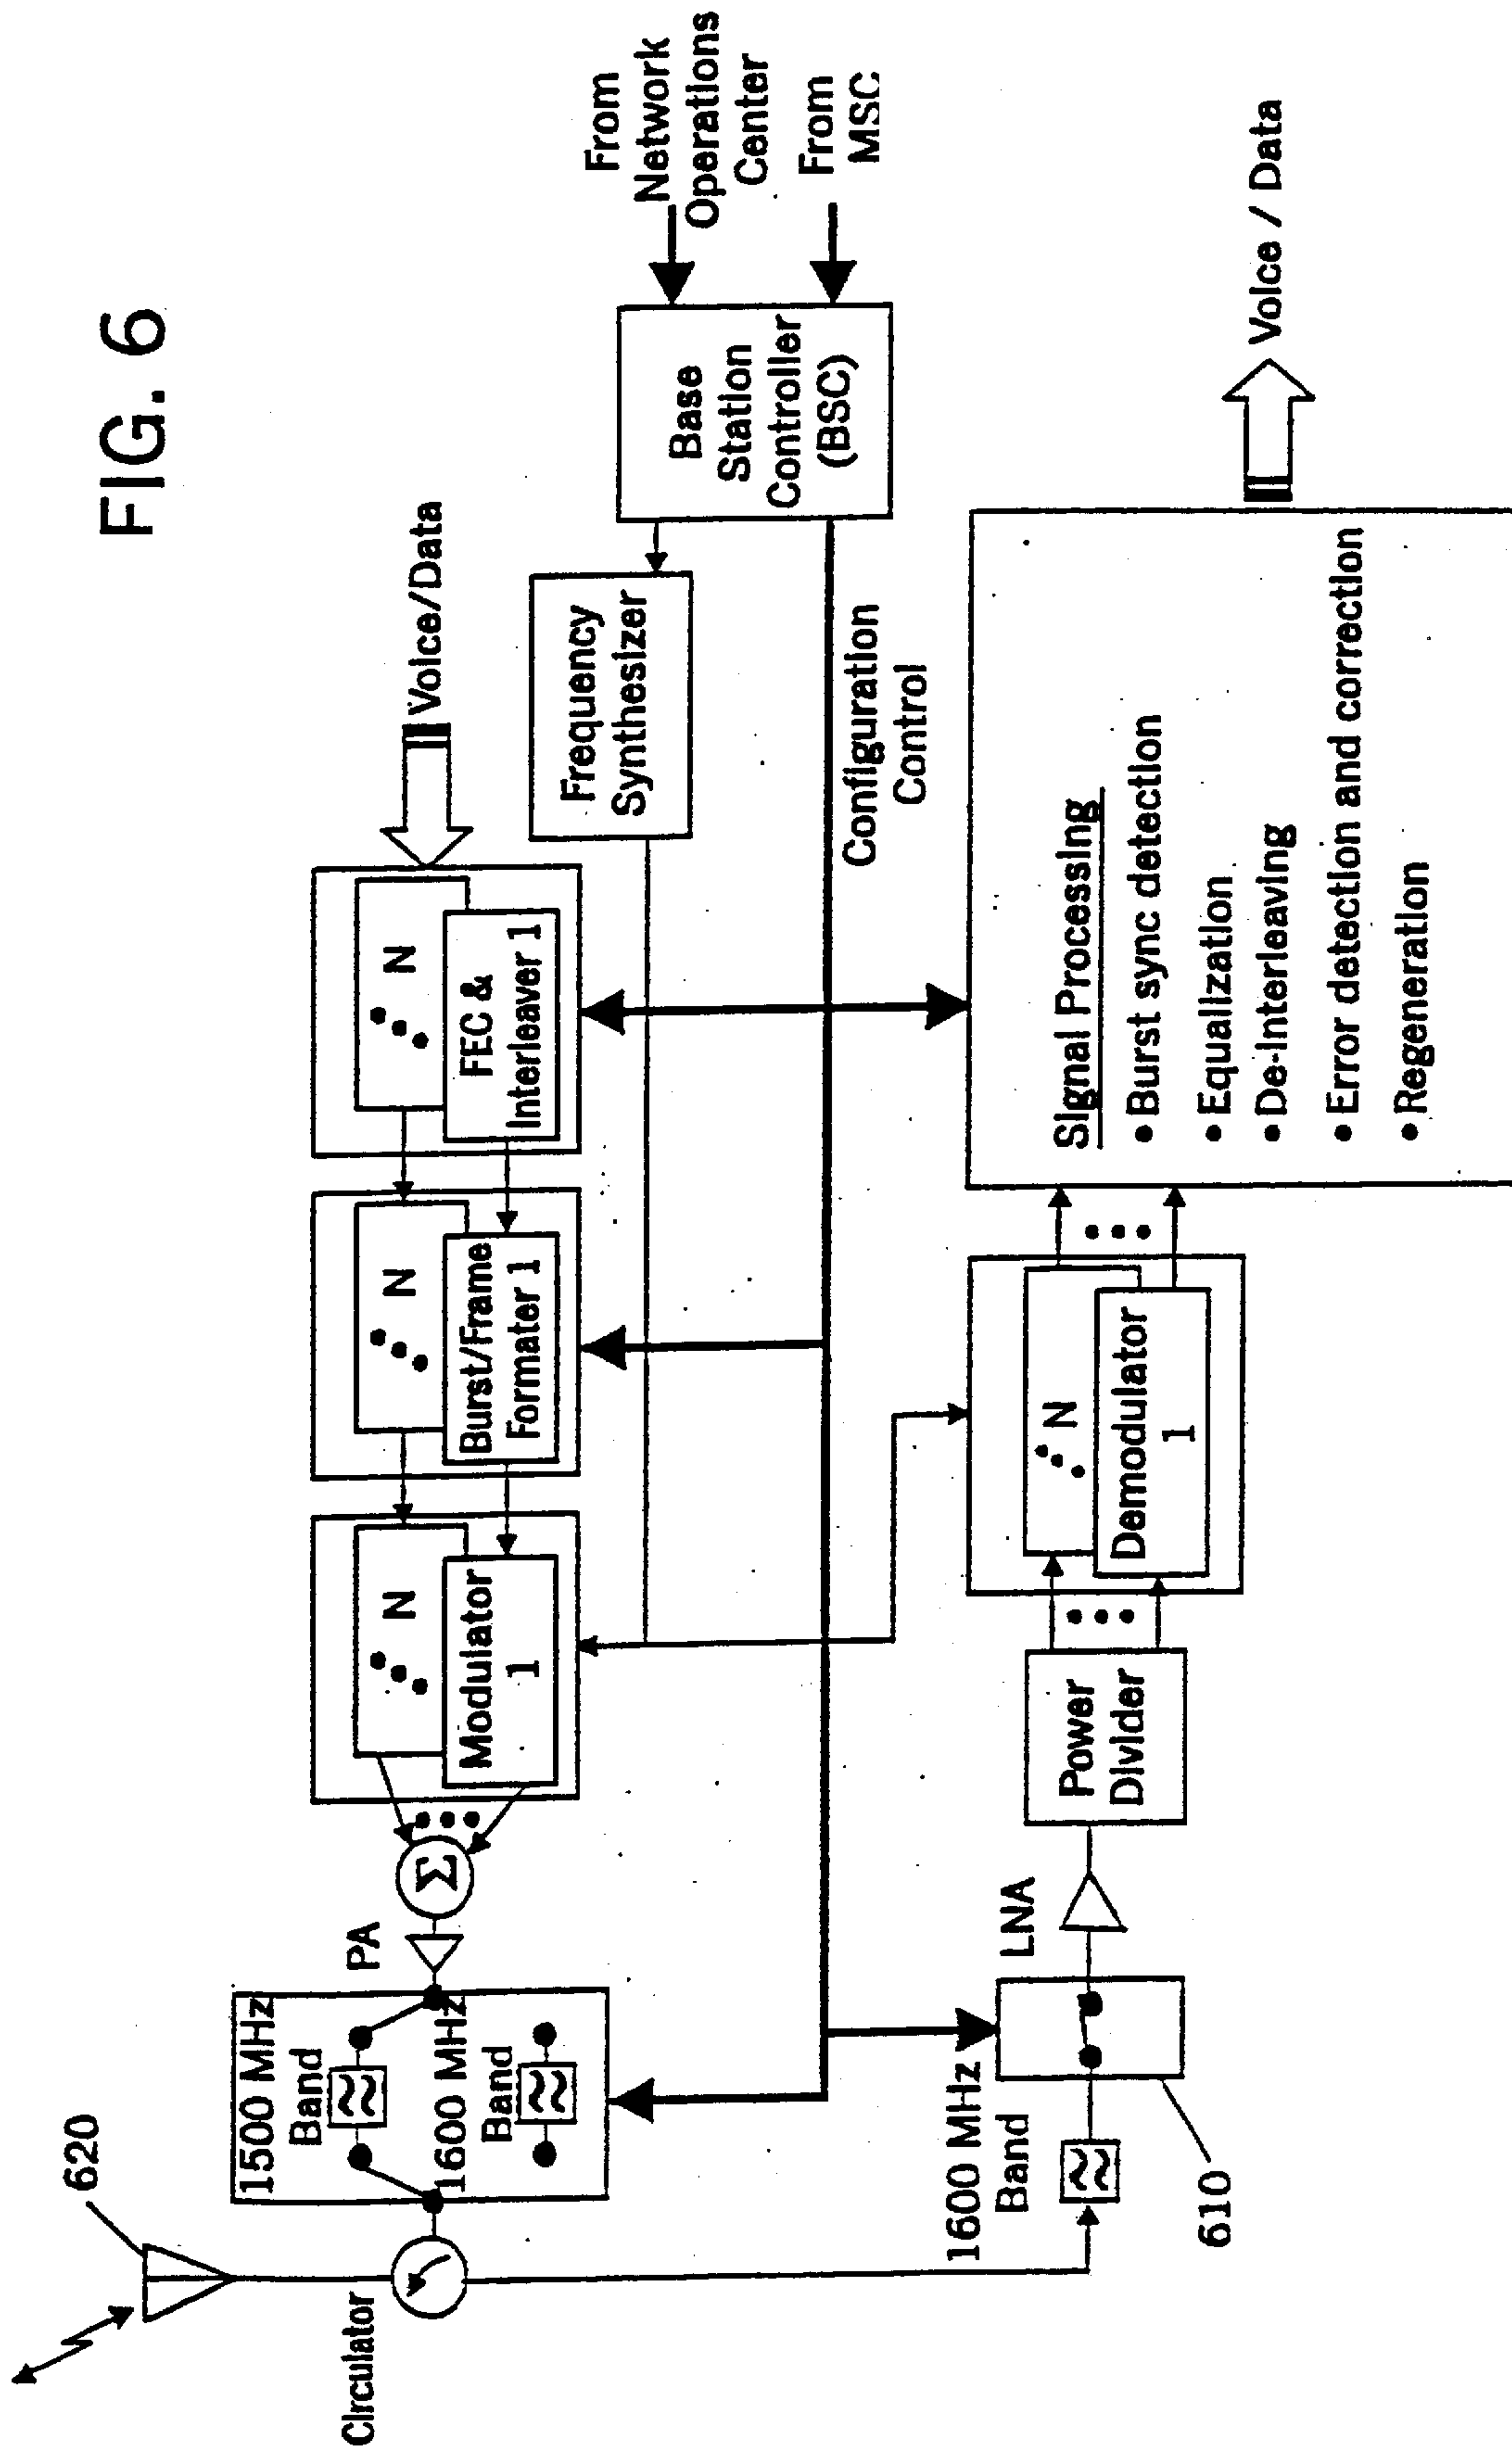 FIG. 6
620
Circulator
1500 MHz
Band
1600 MHz
Band
PA
Σ
N
Modulator
1
N
Burst/Frame
Formater 1
N
FEC &
Interleaver 1
Voice/Data
Frequency
Synthesizer
Base
Station
Controller
(BSC)
From
Network
Operations
Center
From
MSC
Configuration
Control
1600 MHz
Band
610
LNA
Power
Divider
N
Demodulator
1
Signal Processing
• Burst sync detection
• Equalization
• De-Interleaving
• Error detection and correction
• Regeneration
Voice / Data